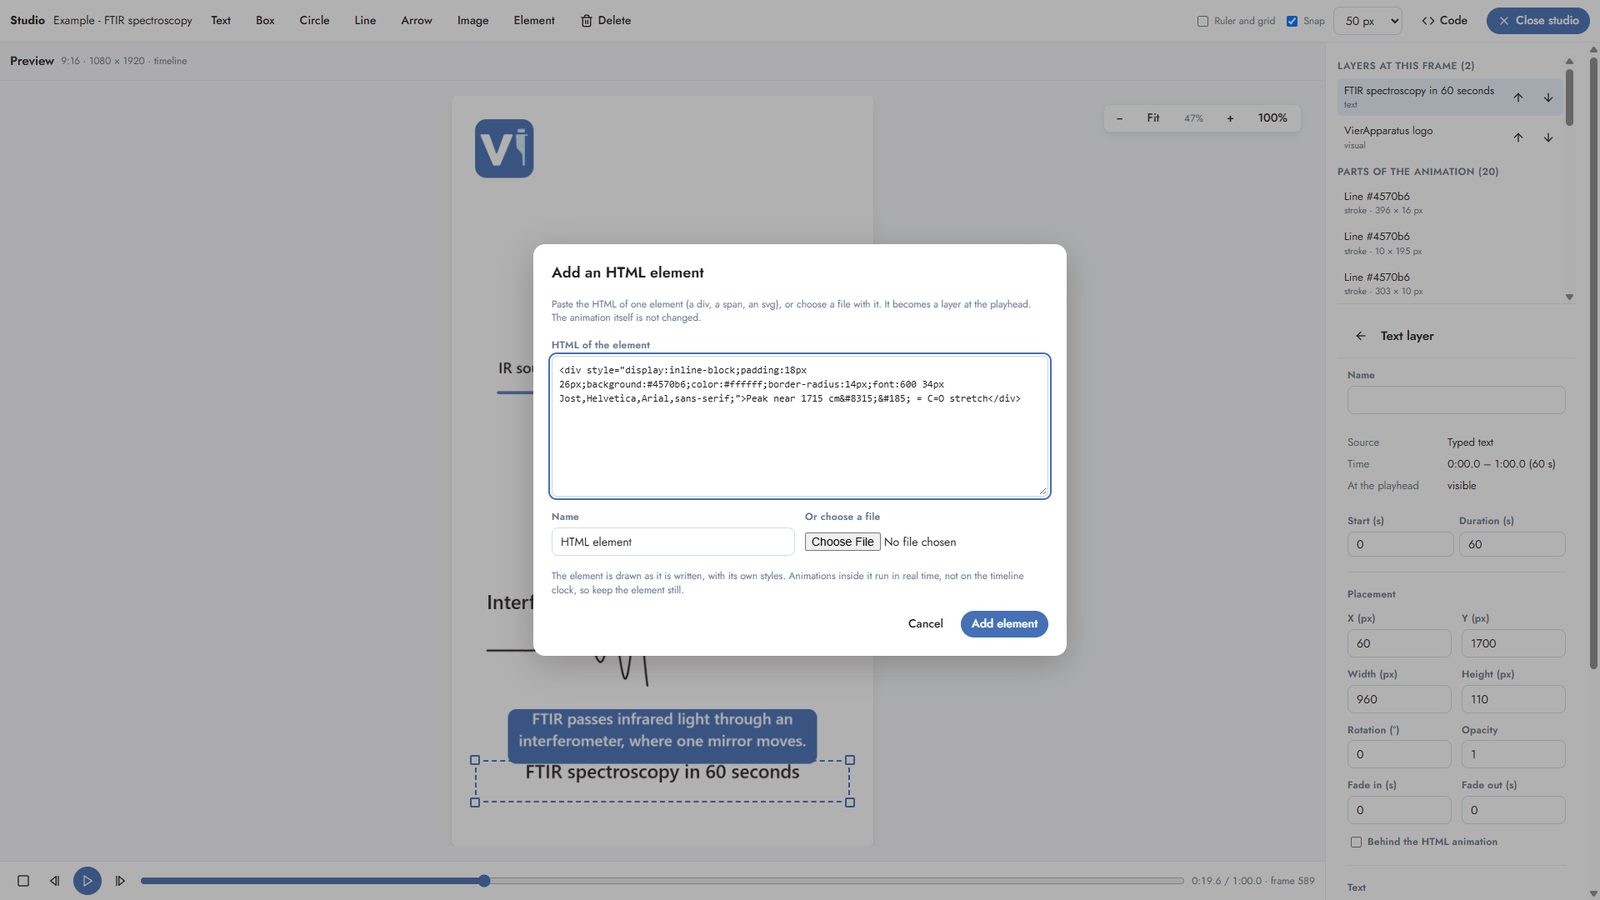 Studio Example - FTIR spectroscopy Text Box Circle Line Arrow Image Element Delete Ruler and grid Snap 50 px Code Close studio
Preview 9:16 · 1080 × 1920 · timeline
− Fit 47% + 100%
Vi
IR so
Interf
FTIR passes infrared light through an
interferometer, where one mirror moves.
FTIR spectroscopy in 60 seconds
Add an HTML element
Paste the HTML of one element (a div, a span, an svg), or choose a file with it. It becomes a layer at the playhead.
The animation itself is not changed.
HTML of the element
<div style="display:inline-block;padding:18px
26px;background:#4570b6;color:#ffffff;border-radius:14px;font:600 34px
Jost,Helvetica,Arial,sans-serif;">Peak near 1715 cm&#8315;&#185; = C=O stretch</div>
Name Or choose a file
HTML element Choose File No file chosen
The element is drawn as it is written, with its own styles. Animations inside it run in real time, not on the timeline
clock, so keep the element still.
Cancel Add element
LAYERS AT THIS FRAME (2)
FTIR spectroscopy in 60 seconds
text
VierApparatus logo
visual
PARTS OF THE ANIMATION (20)
Line #4570b6
stroke · 396 × 16 px
Line #4570b6
stroke · 10 × 195 px
Line #4570b6
stroke · 303 × 10 px
Text layer
Name
Source Typed text
Time 0:00.0 – 1:00.0 (60 s)
At the playhead visible
Start (s) Duration (s)
0 60
Placement
X (px) Y (px)
60 1700
Width (px) Height (px)
960 110
Rotation (°) Opacity
0 1
Fade in (s) Fade out (s)
0 0
Behind the HTML animation
Text
0:19.6 / 1:00.0 · frame 589